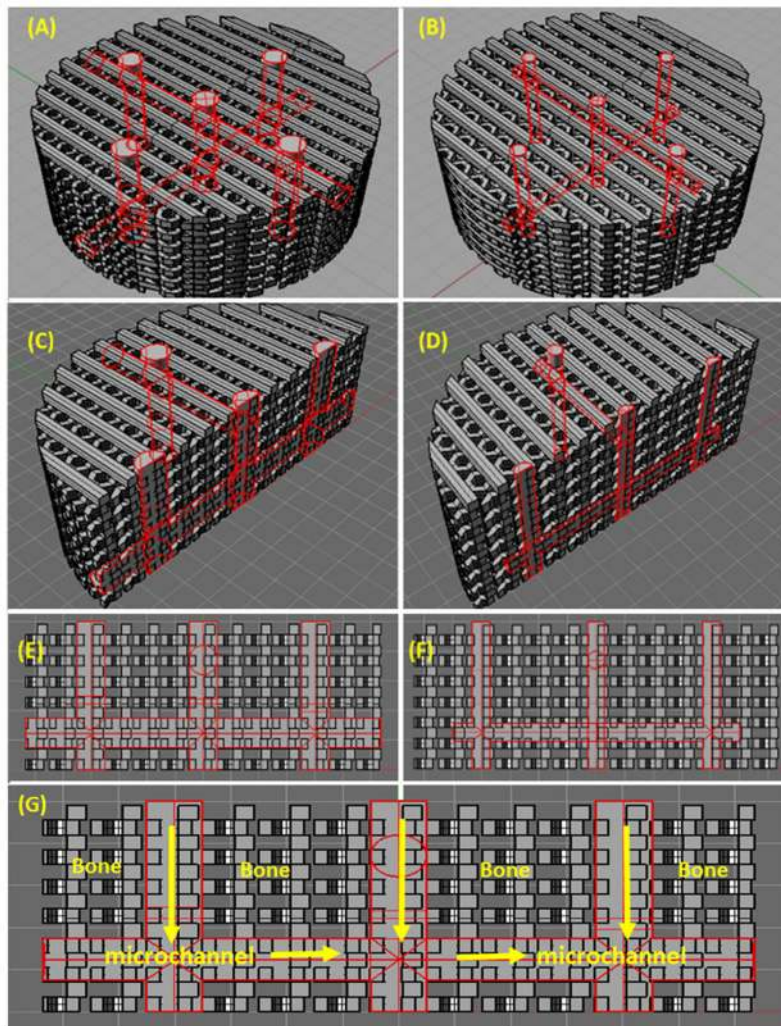 (A)
(B)
(C)
(D)
(E)
(F)
(G)
Bone Bone Bone Bone
microchannel microchannel